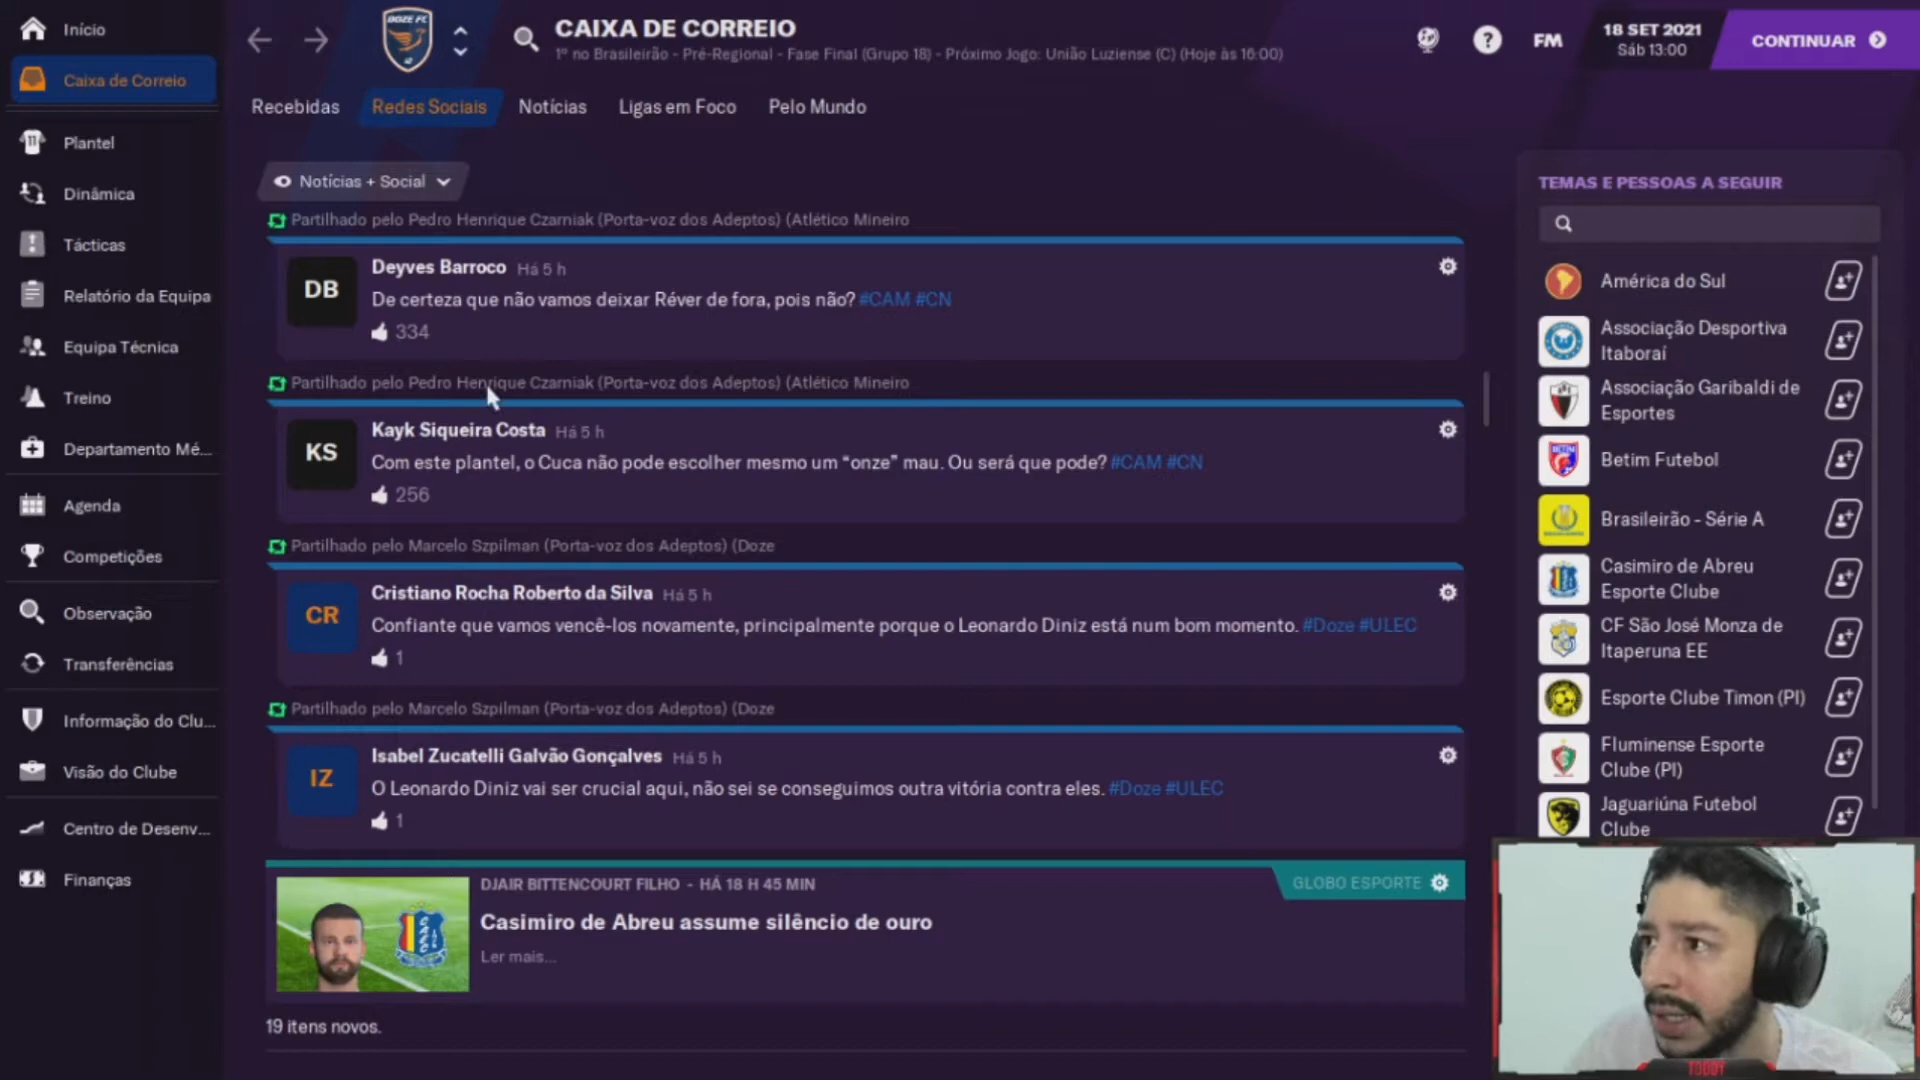 Início
Caixa de Correio
Plantel
Dinâmica
Tácticas
Relatório da Equipa
Equipa Técnica
Treino
Departamento Mé...
Agenda
Competições
Observação
Transferências
Informação do Clu...
Visão do Clube
Centro de Desenv...
Finanças
DOZE FC
CAIXA DE CORREIO
1º no Brasileirão - Pré-Regional - Fase Final (Grupo 18) - Próximo Jogo: União Luziense (C) (Hoje às 16:00)
?
FM
18 SET 2021
Sáb 13:00
CONTINUAR
Recebidas
Redes Sociais
Notícias
Ligas em Foco
Pelo Mundo
Notícias + Social
Partilhado pelo Pedro Henrique Czarniak (Porta-voz dos Adeptos) (Atlético Mineiro
DB
Deyves Barroco Há 5 h
De certeza que não vamos deixar Réver de fora, pois não? #CAM #CN
334
Partilhado pelo Pedro Henrique Czarniak (Porta-voz dos Adeptos) (Atlético Mineiro
KS
Kayk Siqueira Costa Há 5 h
Com este plantel, o Cuca não pode escolher mesmo um “onze” mau. Ou será que pode? #CAM #CN
256
Partilhado pelo Marcelo Szpilman (Porta-voz dos Adeptos) (Doze
CR
Cristiano Rocha Roberto da Silva Há 5 h
Confiante que vamos vencê-los novamente, principalmente porque o Leonardo Diniz está num bom momento. #Doze #ULEC
1
Partilhado pelo Marcelo Szpilman (Porta-voz dos Adeptos) (Doze
IZ
Isabel Zucatelli Galvão Gonçalves Há 5 h
O Leonardo Diniz vai ser crucial aqui, não sei se conseguimos outra vitória contra eles. #Doze #ULEC
1
DJAIR BITTENCOURT FILHO - HÁ 18 H 45 MIN
GLOBO ESPORTE
Casimiro de Abreu assume silêncio de ouro
Ler mais...
19 itens novos.
TEMAS E PESSOAS A SEGUIR
América do Sul
Associação Desportiva
Itaboraí
Associação Garibaldi de
Esportes
BETIM
Betim Futebol
Brasileirão - Série A
Casimiro de Abreu
Esporte Clube
CF São José Monza de
Itaperuna EE
Esporte Clube Timon (PI)
Fluminense Esporte
Clube (PI)
Jaguariúna Futebol
Clube
TODDY